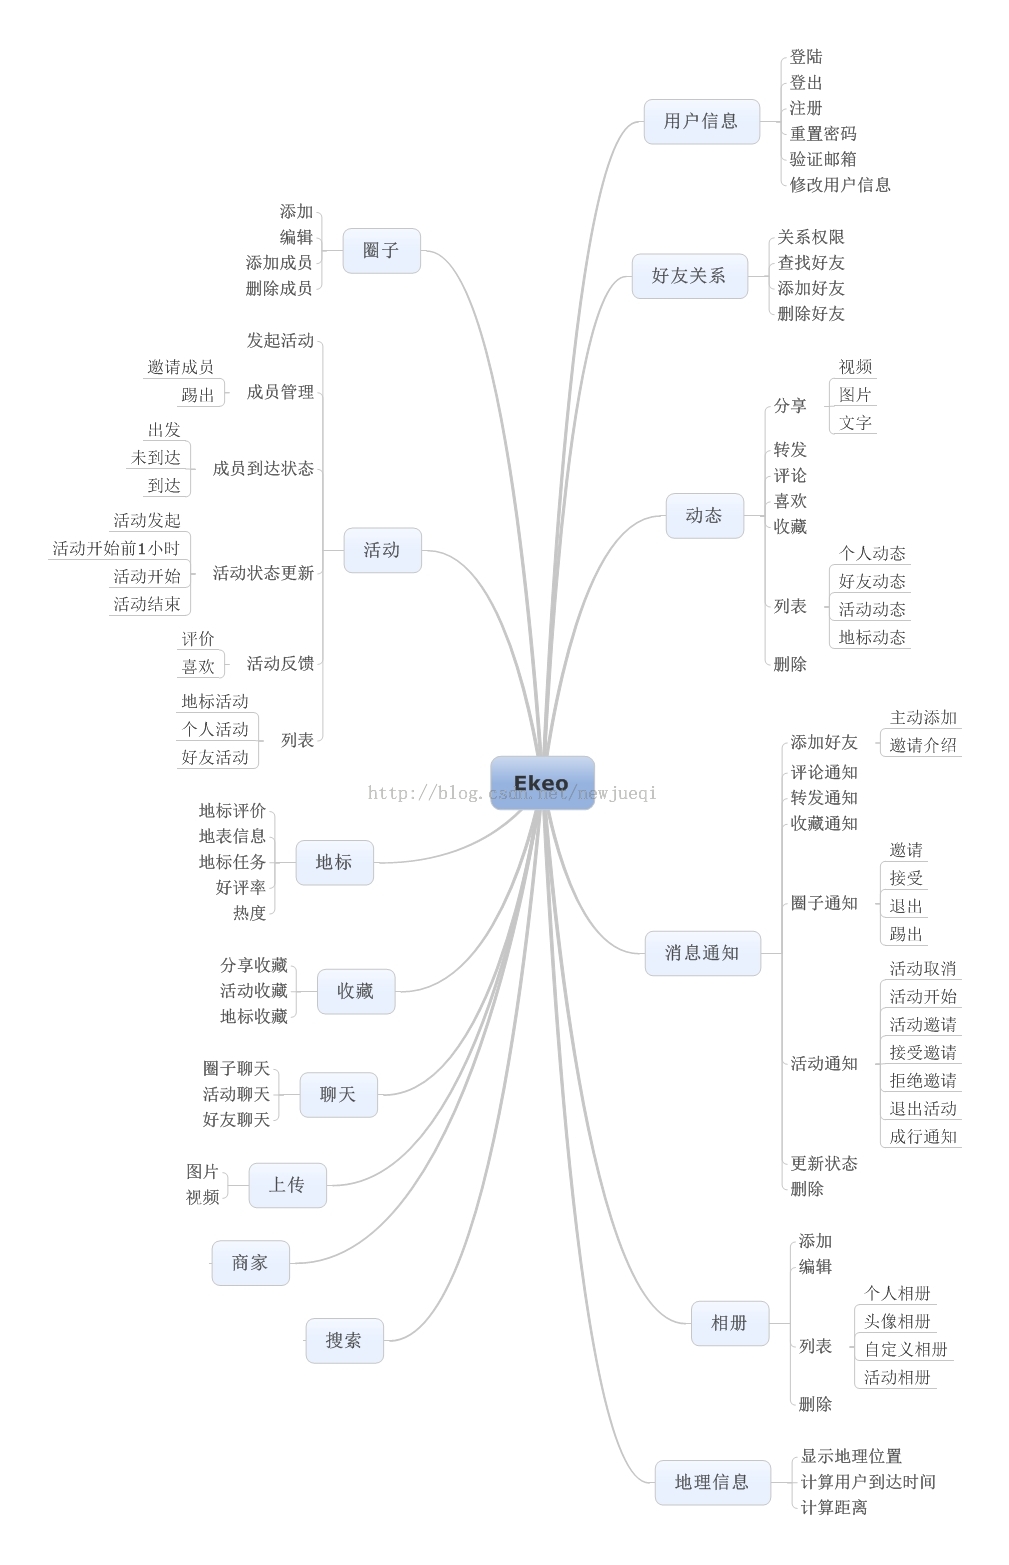 Ekeo
http://blog.csdn.net/newjueqi
用户信息
登陆
登出
注册
重置密码
验证邮箱
修改用户信息
好友关系
关系权限
查找好友
添加好友
删除好友
动态
分享
视频
图片
文字
转发
评论
喜欢
收藏
列表
个人动态
好友动态
活动动态
地标动态
删除
消息通知
添加好友
主动添加
邀请介绍
评论通知
转发通知
收藏通知
圈子通知
邀请
接受
退出
踢出
活动通知
活动取消
活动开始
活动邀请
接受邀请
拒绝邀请
退出活动
成行通知
更新状态
删除
相册
添加
编辑
列表
个人相册
头像相册
自定义相册
活动相册
删除
地理信息
显示地理位置
计算用户到达时间
计算距离
圈子
添加
编辑
添加成员
删除成员
活动
发起活动
成员管理
邀请成员
踢出
成员到达状态
出发
未到达
到达
活动状态更新
活动发起
活动开始前1小时
活动开始
活动结束
活动反馈
评价
喜欢
列表
地标活动
个人活动
好友活动
地标
地标评价
地表信息
地标任务
好评率
热度
收藏
分享收藏
活动收藏
地标收藏
聊天
圈子聊天
活动聊天
好友聊天
上传
图片
视频
商家
搜索